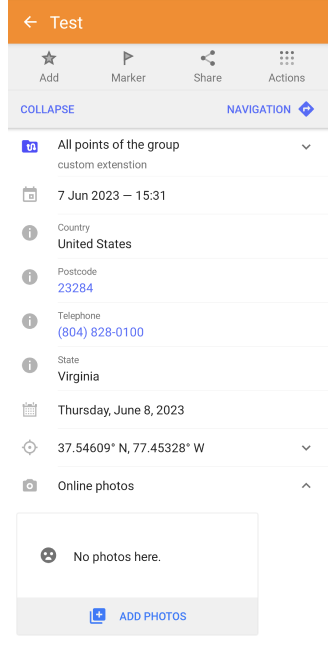 Test
Add
Marker
Share
Actions
COLLAPSE
NAVIGATION
All points of the group
custom extenstion
7 Jun 2023 — 15:31
Country
United States
Postcode
23284
Telephone
(804) 828-0100
State
Virginia
Thursday, June 8, 2023
37.54609° N, 77.45328° W
Online photos
No photos here.
ADD PHOTOS